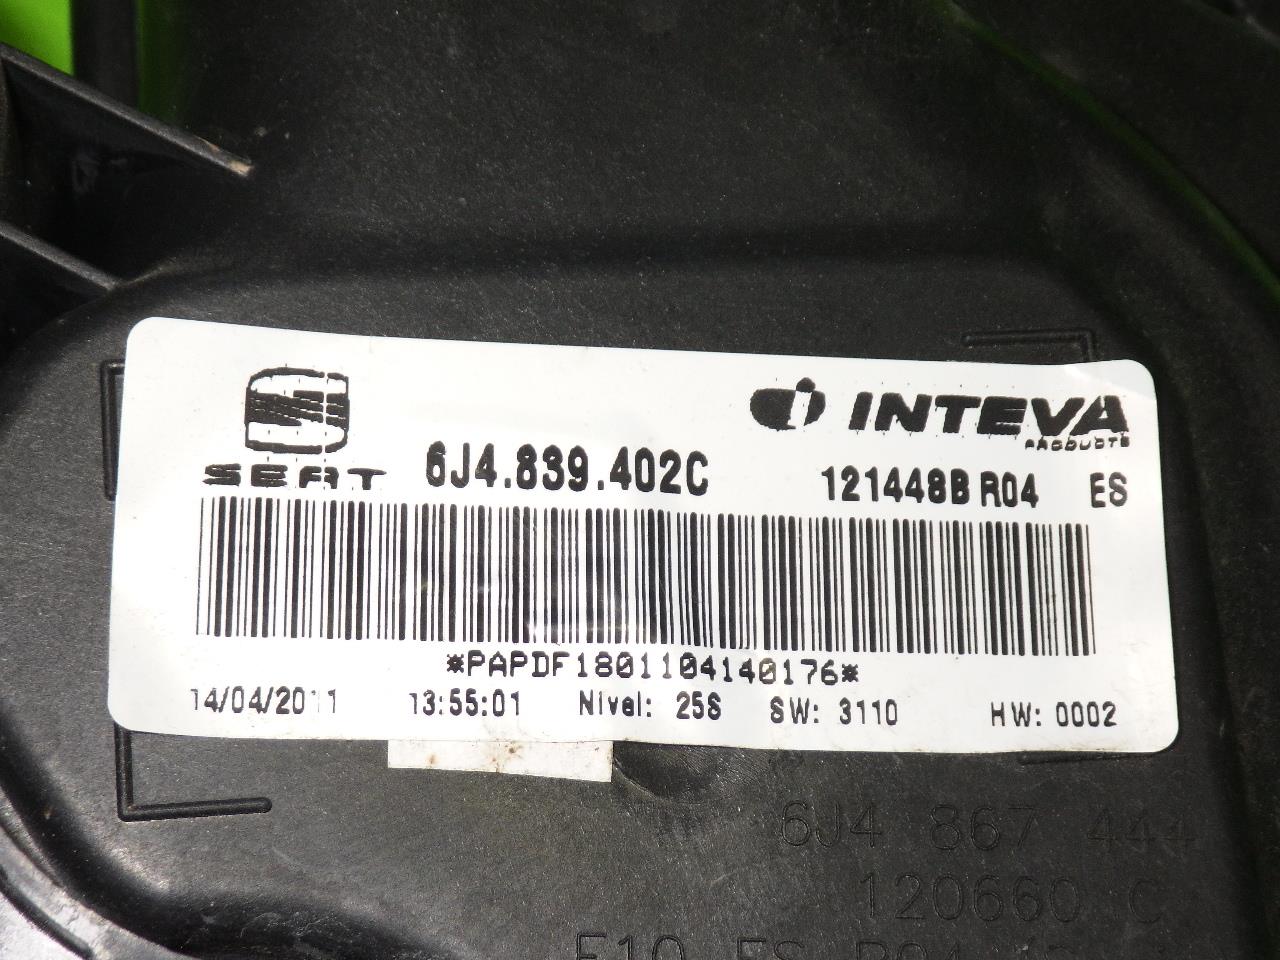 SEAT
6J4.839.402C
INTEVA
PRODUCTS
121448B R04 ES
*PAPDF1801104140176*
14/04/2011 13:55:01 Nivel: 25S SW: 3110 HW: 0002
6J4 867 444
120660 C